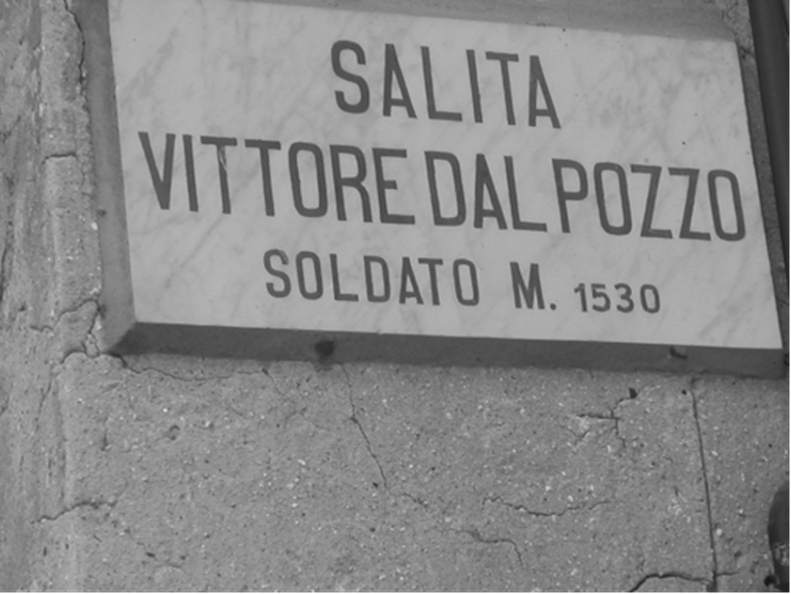 SALITA
VITTORE DAL POZZO
SOLDATO M. 1530